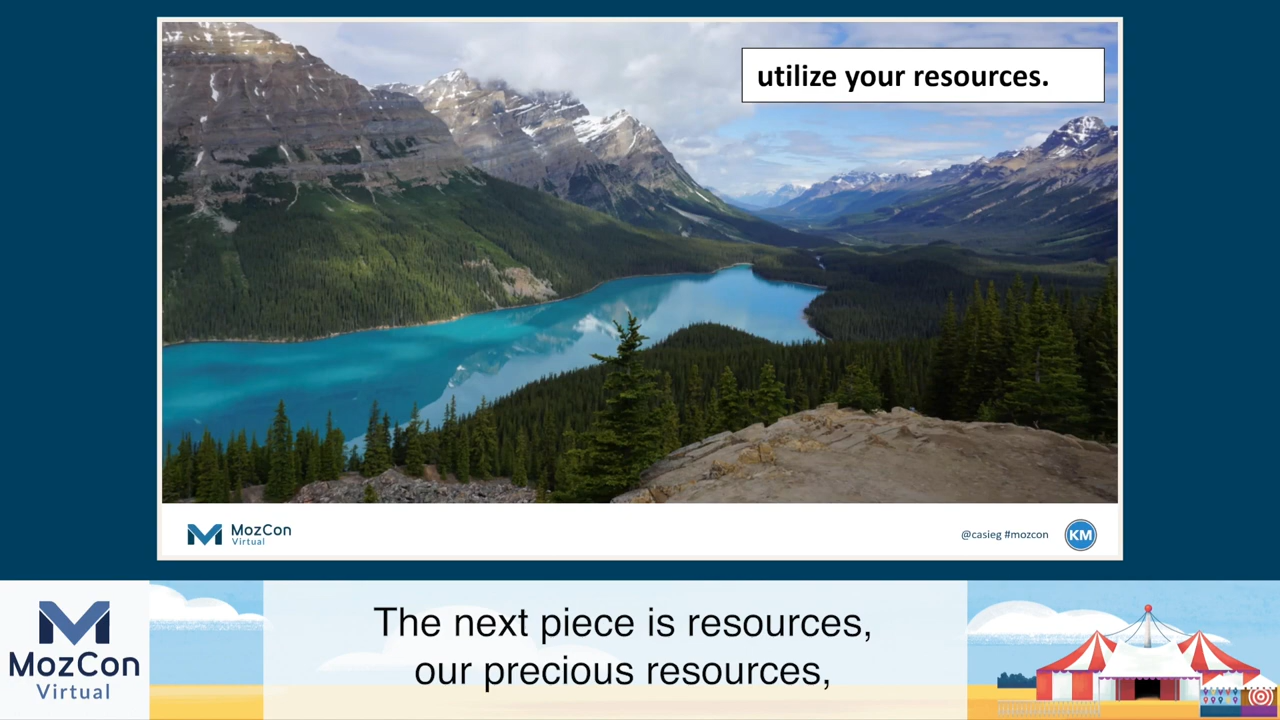 utilize your resources.
MozCon
Virtual
@casieg #mozcon
KM
The next piece is resources,
our precious resources,
MozCon
Virtual